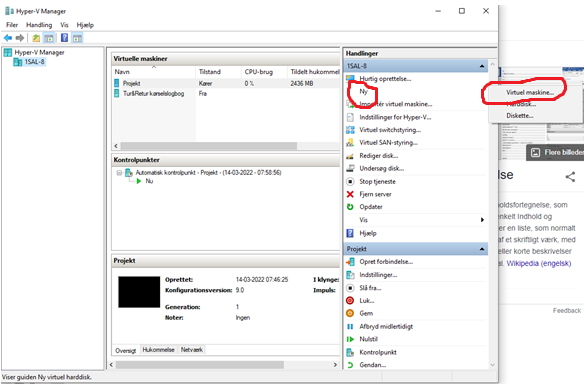 Hyper-V Manager
Filer Handling Vis Hjælp
Hyper-V Manager
1SAL-8
Virtuelle maskiner
Navn Tilstand CPU-brug Tildelt hukommel
Projekt Kører 0 % 2436 MB
Tur&Retur kørselslogbog Fra
Kontrolpunkter
Automatisk kontrolpunkt - Projekt - (14-03-2022 - 07:58:56)
Nu
Projekt
Oprettet: 14-03-2022 07:46:25 I klynge:
Konfigurationsversion: 9.0 Impuls:
Generation: 1
Noter: Ingen
Oversigt Hukommelse Netværk
Handlinger
1SAL-8
Hurtig oprettelse...
Ny
Importér virtuel maskine...
Indstillinger for Hyper-V...
Virtuel switchstyring...
Virtuel SAN-styring...
Rediger disk...
Undersøg disk...
Stop tjeneste
Fjern server
Opdater
Vis
Hjælp
Projekt
Opret forbindelse...
Indstillinger...
Slå fra...
Luk...
Gem
Afbryd midlertidigt
Nulstil
Kontrolpunkt
Gendan...
Virtuel maskine...
Harddisk...
Diskette...
Flere billeder
lse
holdsfortegnelse, som
enkelt Indhold og
er en liste, som normalt
af et skriftligt værk, med
eller korte beskrivelser
al. Wikipedia (engelsk)
Feedback
Viser guiden Ny virtuel harddisk.